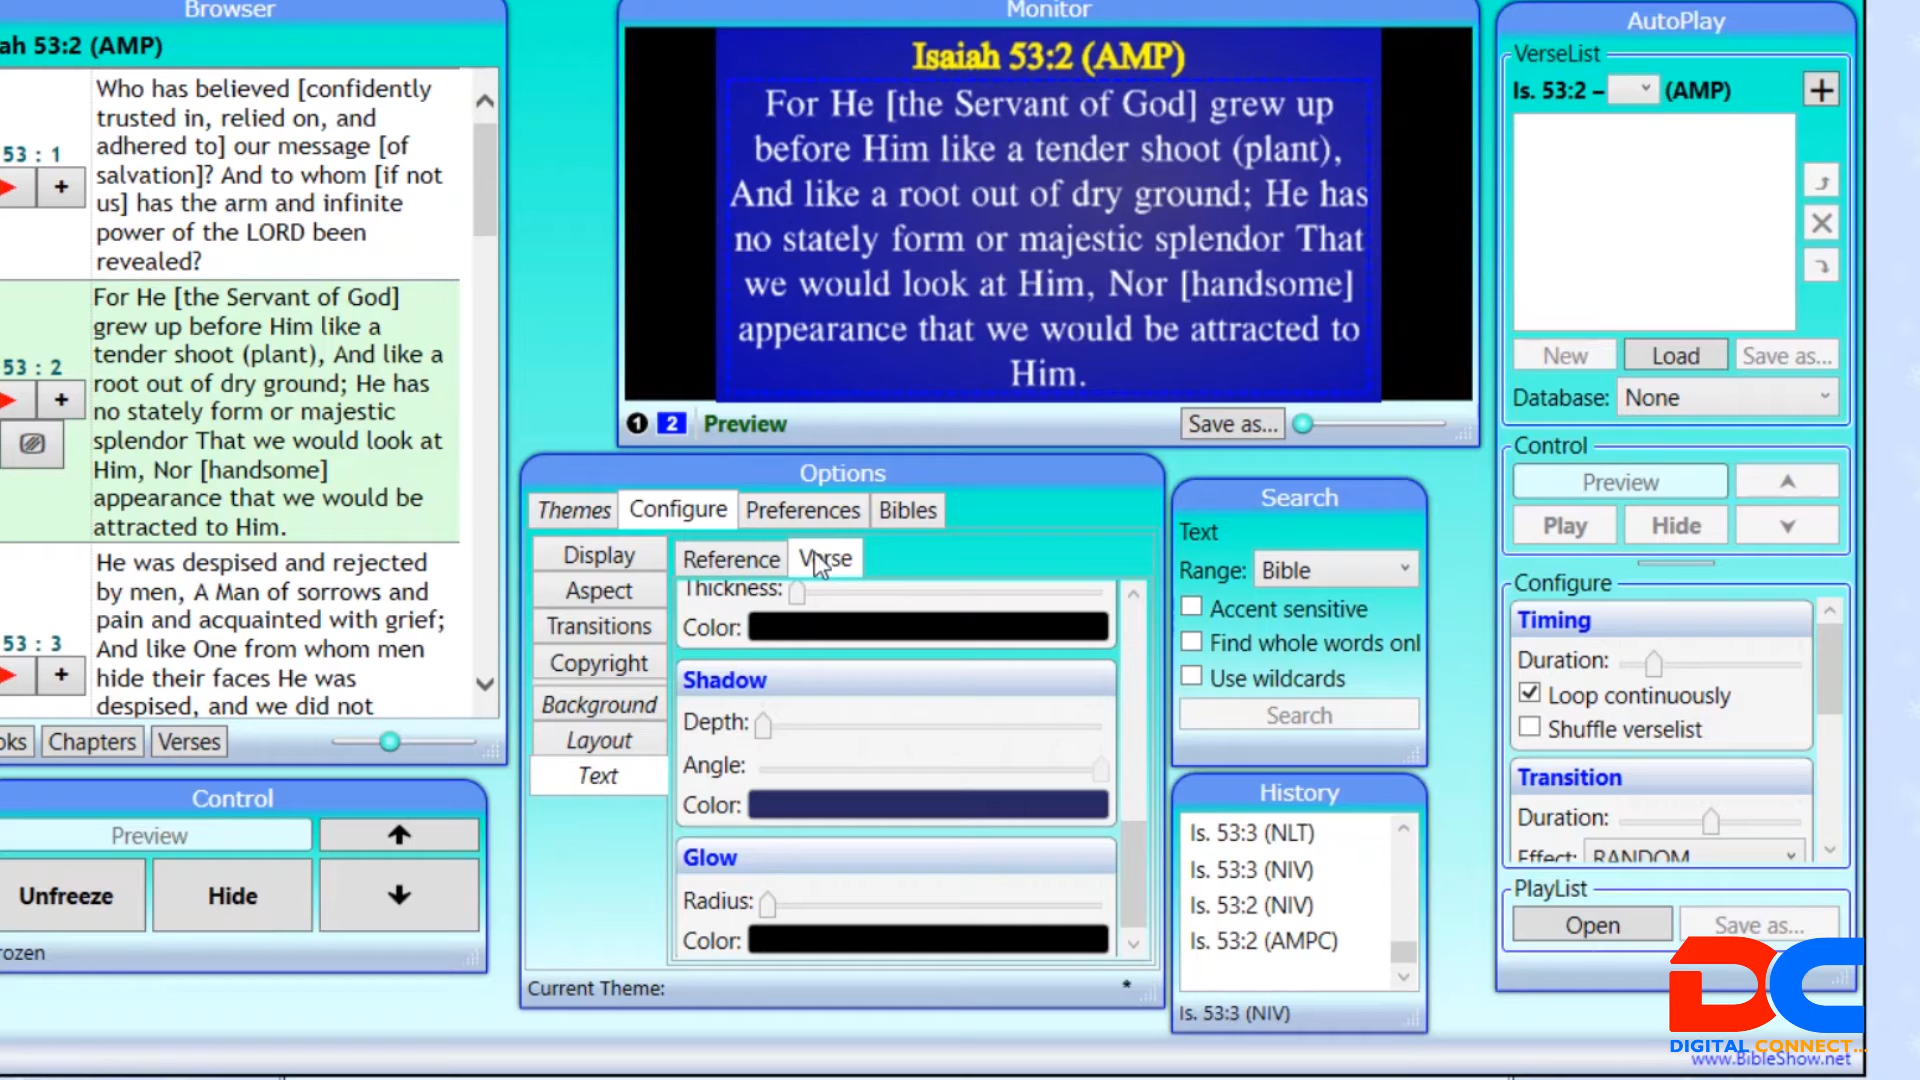 Browser
ah 53:2 (AMP)
53 : 1
+
Who has believed [confidently
trusted in, relied on, and
adhered to] our message [of
salvation]? And to whom [if not
us] has the arm and infinite
power of the LORD been
revealed?
53 : 2
+
For He [the Servant of God]
grew up before Him like a
tender shoot (plant), And like a
root out of dry ground; He has
no stately form or majestic
splendor That we would look at
Him, Nor [handsome]
appearance that we would be
attracted to Him.
53 : 3
+
He was despised and rejected
by men, A Man of sorrows and
pain and acquainted with grief;
And like One from whom men
hide their faces He was
despised, and we did not
oks Chapters Verses
Control
Preview
Unfreeze Hide
rozen
Monitor
Isaiah 53:2 (AMP)
For He [the Servant of God] grew up
before Him like a tender shoot (plant),
And like a root out of dry ground; He has
no stately form or majestic splendor That
we would look at Him, Nor [handsome]
appearance that we would be attracted to
Him.
1 2 Preview Save as...
Options
Themes Configure Preferences Bibles
Display
Aspect
Transitions
Copyright
Background
Layout
Text
Reference Verse
Thickness:
Color:
Shadow
Depth:
Angle:
Color:
Glow
Radius:
Color:
Current Theme: *
Search
Text
Range: Bible
Accent sensitive
Find whole words onl
Use wildcards
Search
History
Is. 53:3 (NLT)
Is. 53:3 (NIV)
Is. 53:2 (NIV)
Is. 53:2 (AMPC)
Is. 53:3 (NIV)
AutoPlay
VerseList
Is. 53:2 – (AMP) +
New Load Save as...
Database: None
Control
Preview
Play Hide
Configure
Timing
Duration:
Loop continuously
Shuffle verselist
Transition
Duration:
Effect: RANDOM
PlayList
Open Save as...
DC
DIGITAL CONNECT...
www.BibleShow.net